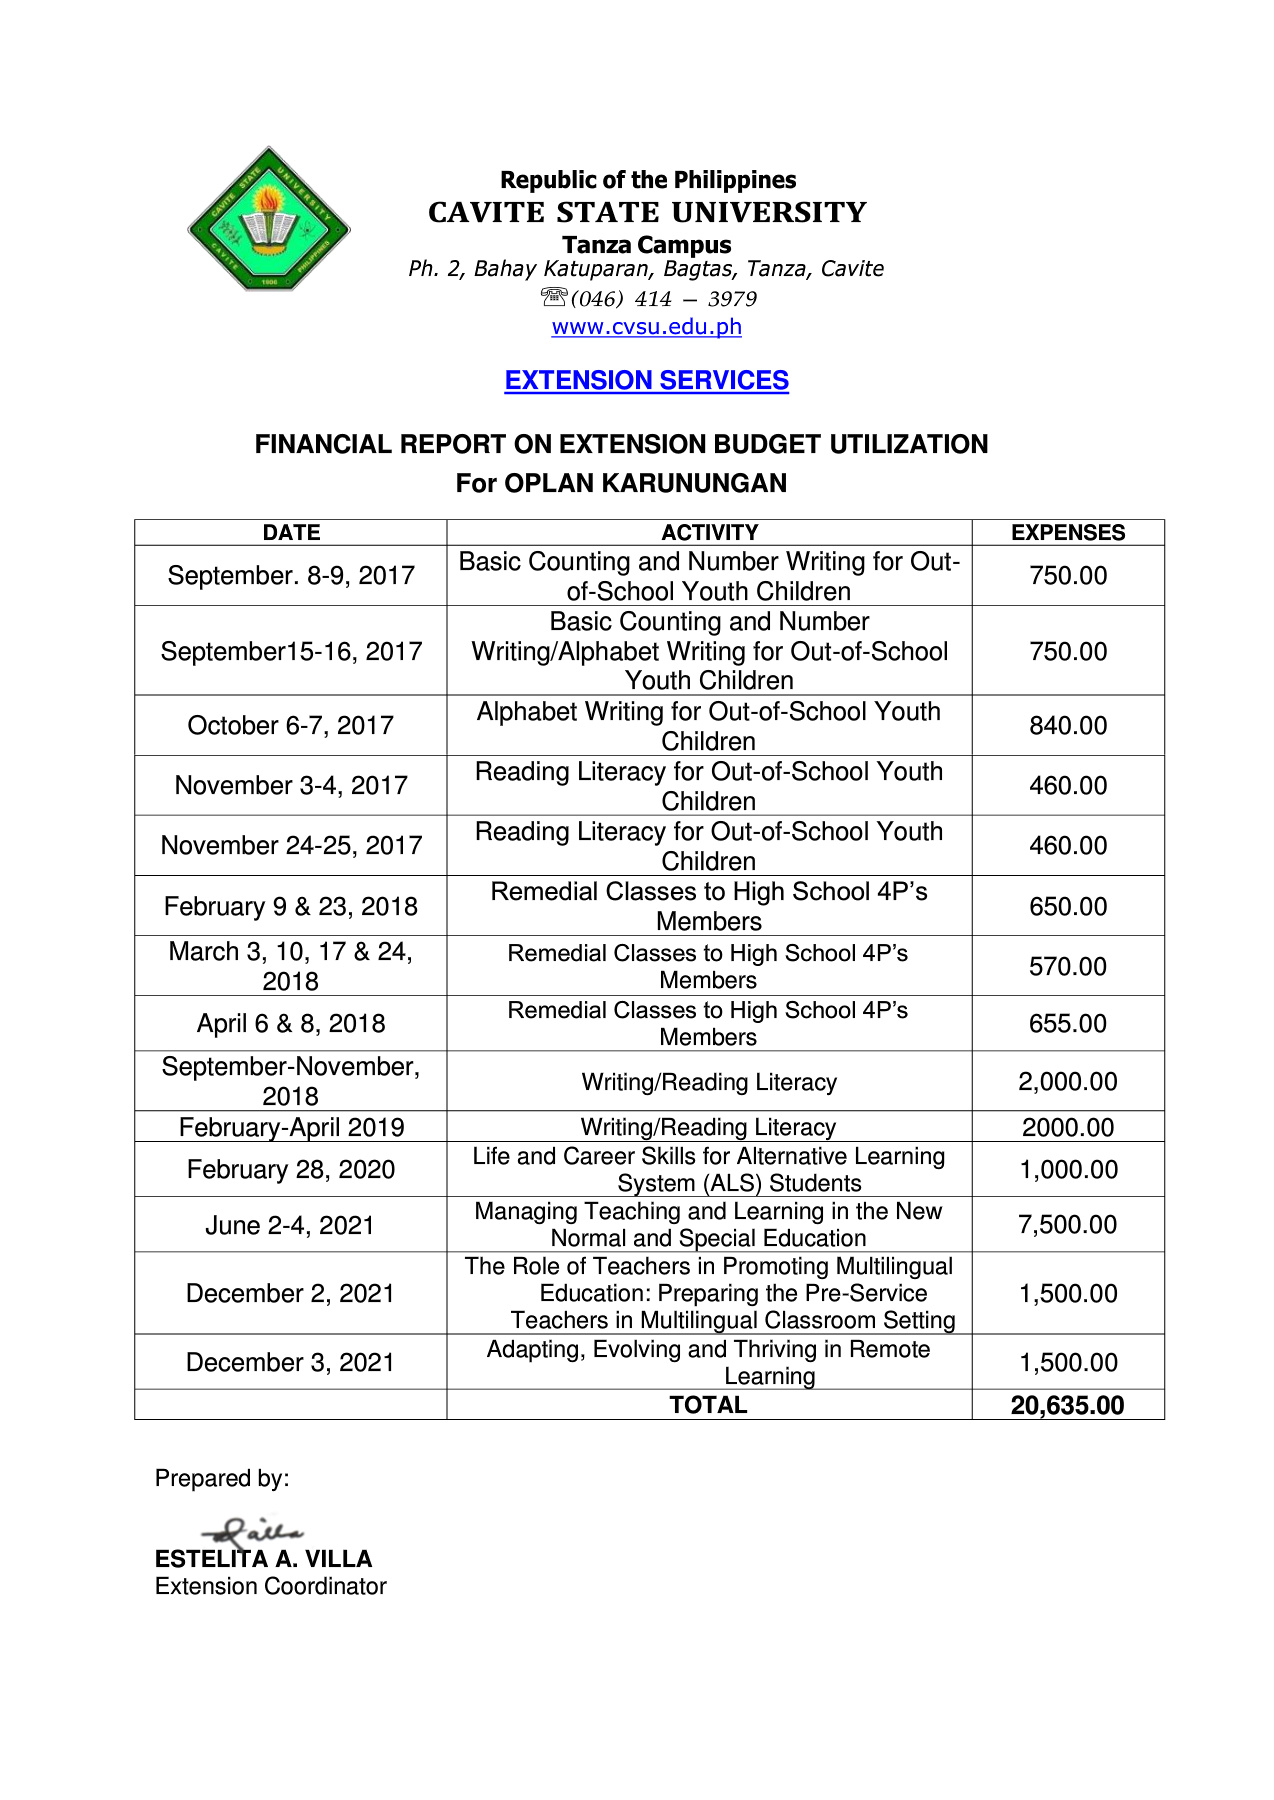 CAVITE STATE UNIVERSITY
CAVITE PHILIPPINES
1906
Republic of the Philippines
CAVITE STATE UNIVERSITY
Tanza Campus
Ph. 2, Bahay Katuparan, Bagtas, Tanza, Cavite
(046) 414 – 3979
www.cvsu.edu.ph
EXTENSION SERVICES
FINANCIAL REPORT ON EXTENSION BUDGET UTILIZATION
For OPLAN KARUNUNGAN
DATE ACTIVITY EXPENSES
September. 8-9, 2017 Basic Counting and Number Writing for Out-
of-School Youth Children 750.00
September15-16, 2017 Basic Counting and Number
Writing/Alphabet Writing for Out-of-School
Youth Children 750.00
October 6-7, 2017 Alphabet Writing for Out-of-School Youth
Children 840.00
November 3-4, 2017 Reading Literacy for Out-of-School Youth
Children 460.00
November 24-25, 2017 Reading Literacy for Out-of-School Youth
Children 460.00
February 9 & 23, 2018 Remedial Classes to High School 4P’s
Members 650.00
March 3, 10, 17 & 24,
2018 Remedial Classes to High School 4P’s
Members 570.00
April 6 & 8, 2018 Remedial Classes to High School 4P’s
Members 655.00
September-November,
2018 Writing/Reading Literacy 2,000.00
February-April 2019 Writing/Reading Literacy 2000.00
February 28, 2020 Life and Career Skills for Alternative Learning
System (ALS) Students 1,000.00
June 2-4, 2021 Managing Teaching and Learning in the New
Normal and Special Education 7,500.00
December 2, 2021 The Role of Teachers in Promoting Multilingual
Education: Preparing the Pre-Service
Teachers in Multilingual Classroom Setting 1,500.00
December 3, 2021 Adapting, Evolving and Thriving in Remote
Learning 1,500.00
TOTAL 20,635.00
Prepared by:
ESTELITA A. VILLA
Extension Coordinator